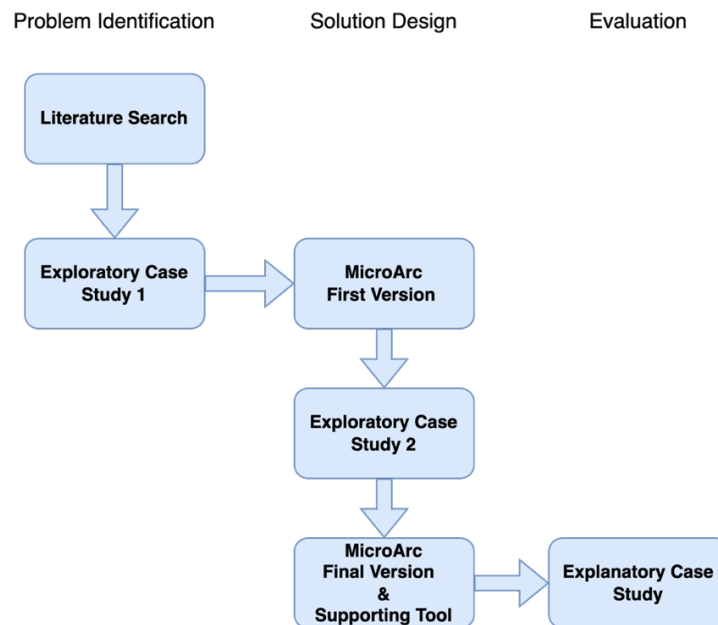 Problem Identification
Solution Design
Evaluation
Literature Search
Exploratory Case
Study 1
MicroArc
First Version
Exploratory Case
Study 2
MicroArc
Final Version
&
Supporting Tool
Explanatory Case
Study